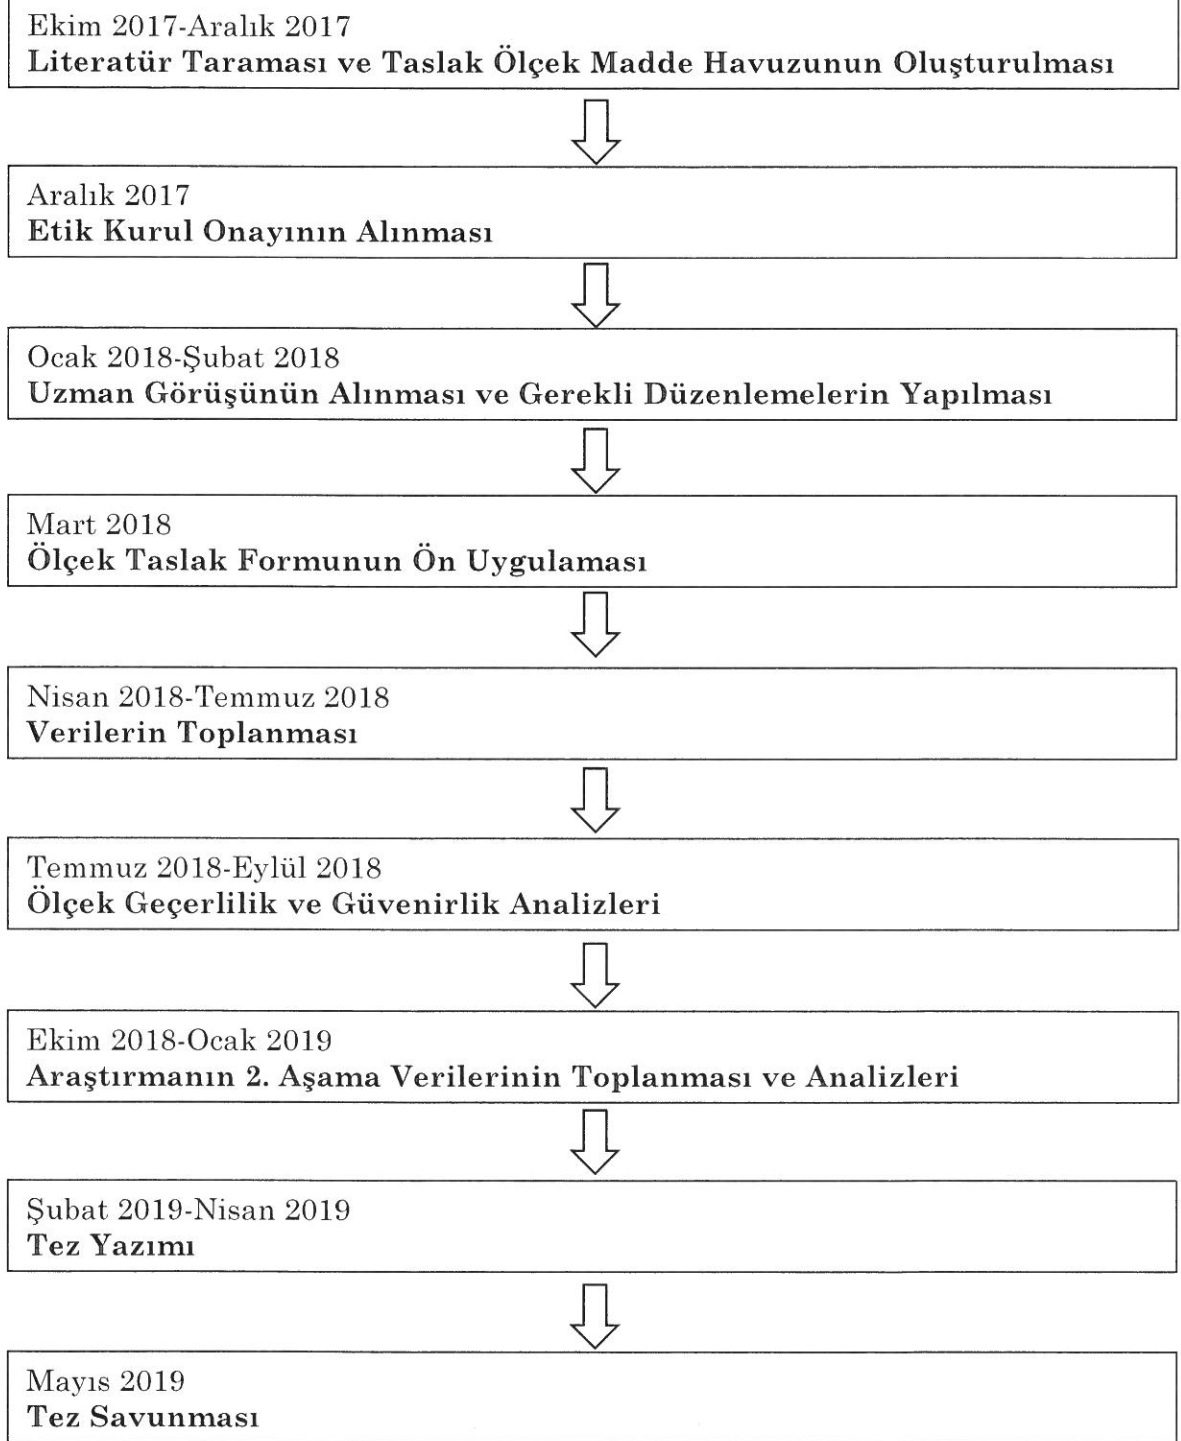 Ekim 2017-Aralık 2017
Literatür Taraması ve Taslak Ölçek Madde Havuzunun Oluşturulması
Aralık 2017
Etik Kurul Onayının Alınması
Ocak 2018-Şubat 2018
Uzman Görüşünün Alınması ve Gerekli Düzenlemelerin Yapılması
Mart 2018
Ölçek Taslak Formunun Ön Uygulaması
Nisan 2018-Temmuz 2018
Verilerin Toplanması
Temmuz 2018-Eylül 2018
Ölçek Geçerlilik ve Güvenirlik Analizleri
Ekim 2018-Ocak 2019
Araştırmanın 2. Aşama Verilerinin Toplanması ve Analizleri
Şubat 2019-Nisan 2019
Tez Yazımı
Mayıs 2019
Tez Savunması